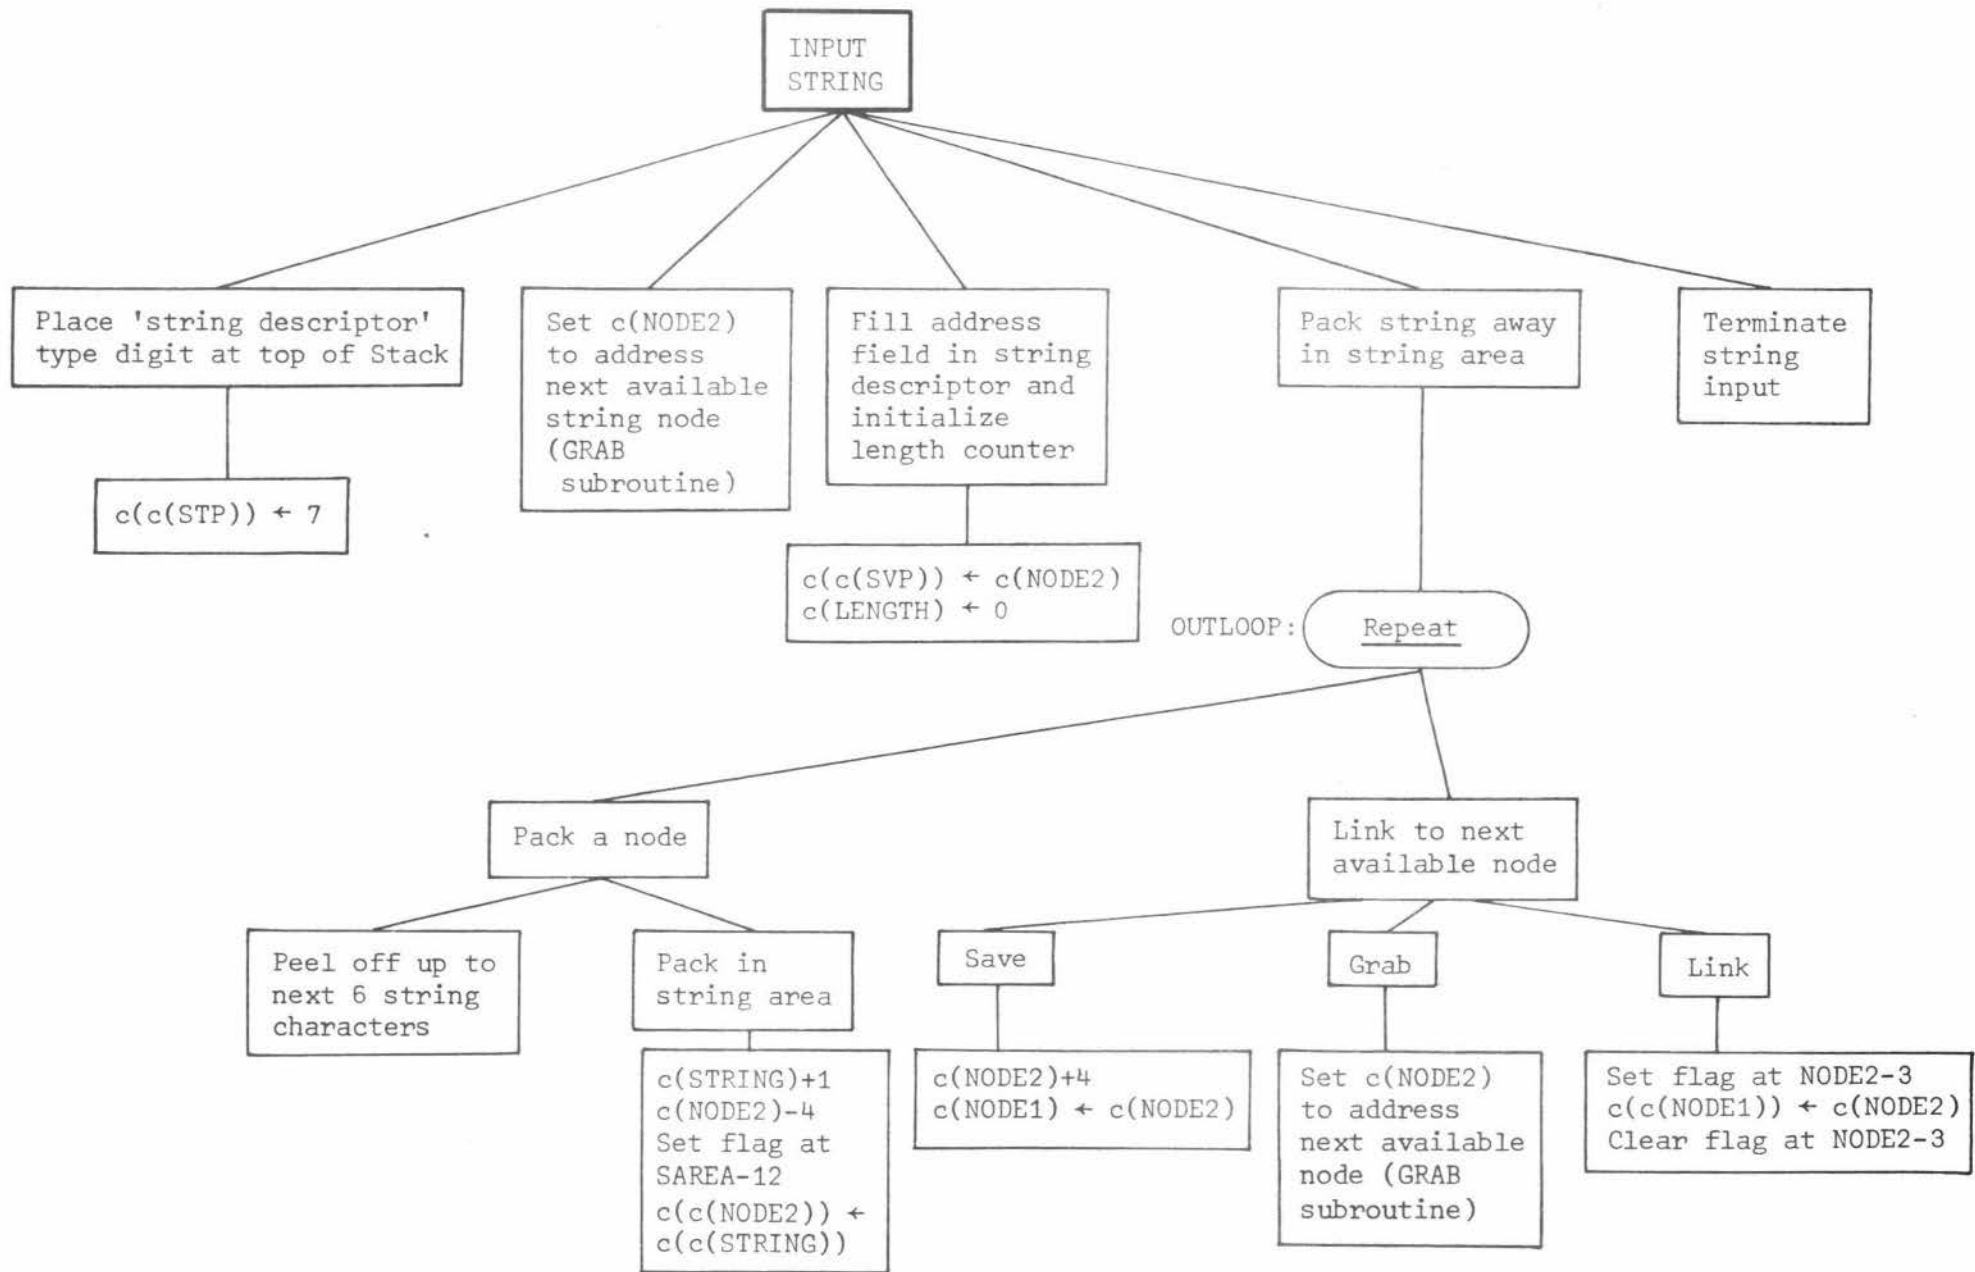 INPUT
STRING
Place 'string descriptor'
type digit at top of Stack
c(c(STP)) ← 7
Set c(NODE2)
to address
next available
string node
(GRAB
subroutine)
Fill address
field in string
descriptor and
initialize
length counter
c(c(SVP)) ← c(NODE2)
c(LENGTH) ← 0
Pack string away
in string area
Terminate
string
input
OUTLOOP: Repeat
Pack a node
Peel off up to
next 6 string
characters
Pack in
string area
c(STRING)+1
c(NODE2)-4
Set flag at
SAREA-12
c(c(NODE2)) ←
c(c(STRING))
Link to next
available node
Save
c(NODE2)+4
c(NODE1) ← c(NODE2)
Grab
Set c(NODE2)
to address
next available
node (GRAB
subroutine)
Link
Set flag at NODE2-3
c(c(NODE1)) ← c(NODE2)
Clear flag at NODE2-3